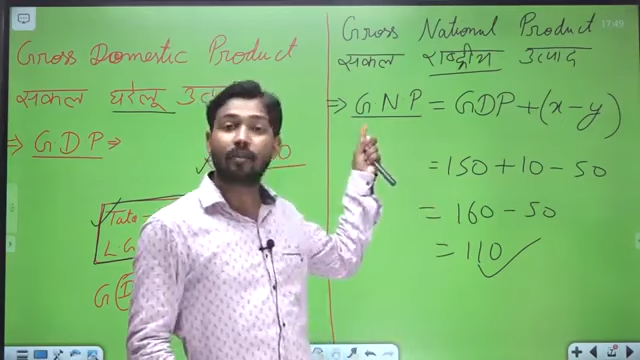 Gross Domestic Product
सकल घरेलू
⇒ GDP ⇒
Tata -
L.G
G
Gross National Product
सकल राष्ट्रीय उत्पाद
⇒ GNP = GDP + (x - y)
= 150 + 10 - 50
= 160 - 50
= 110 ✓
17:49